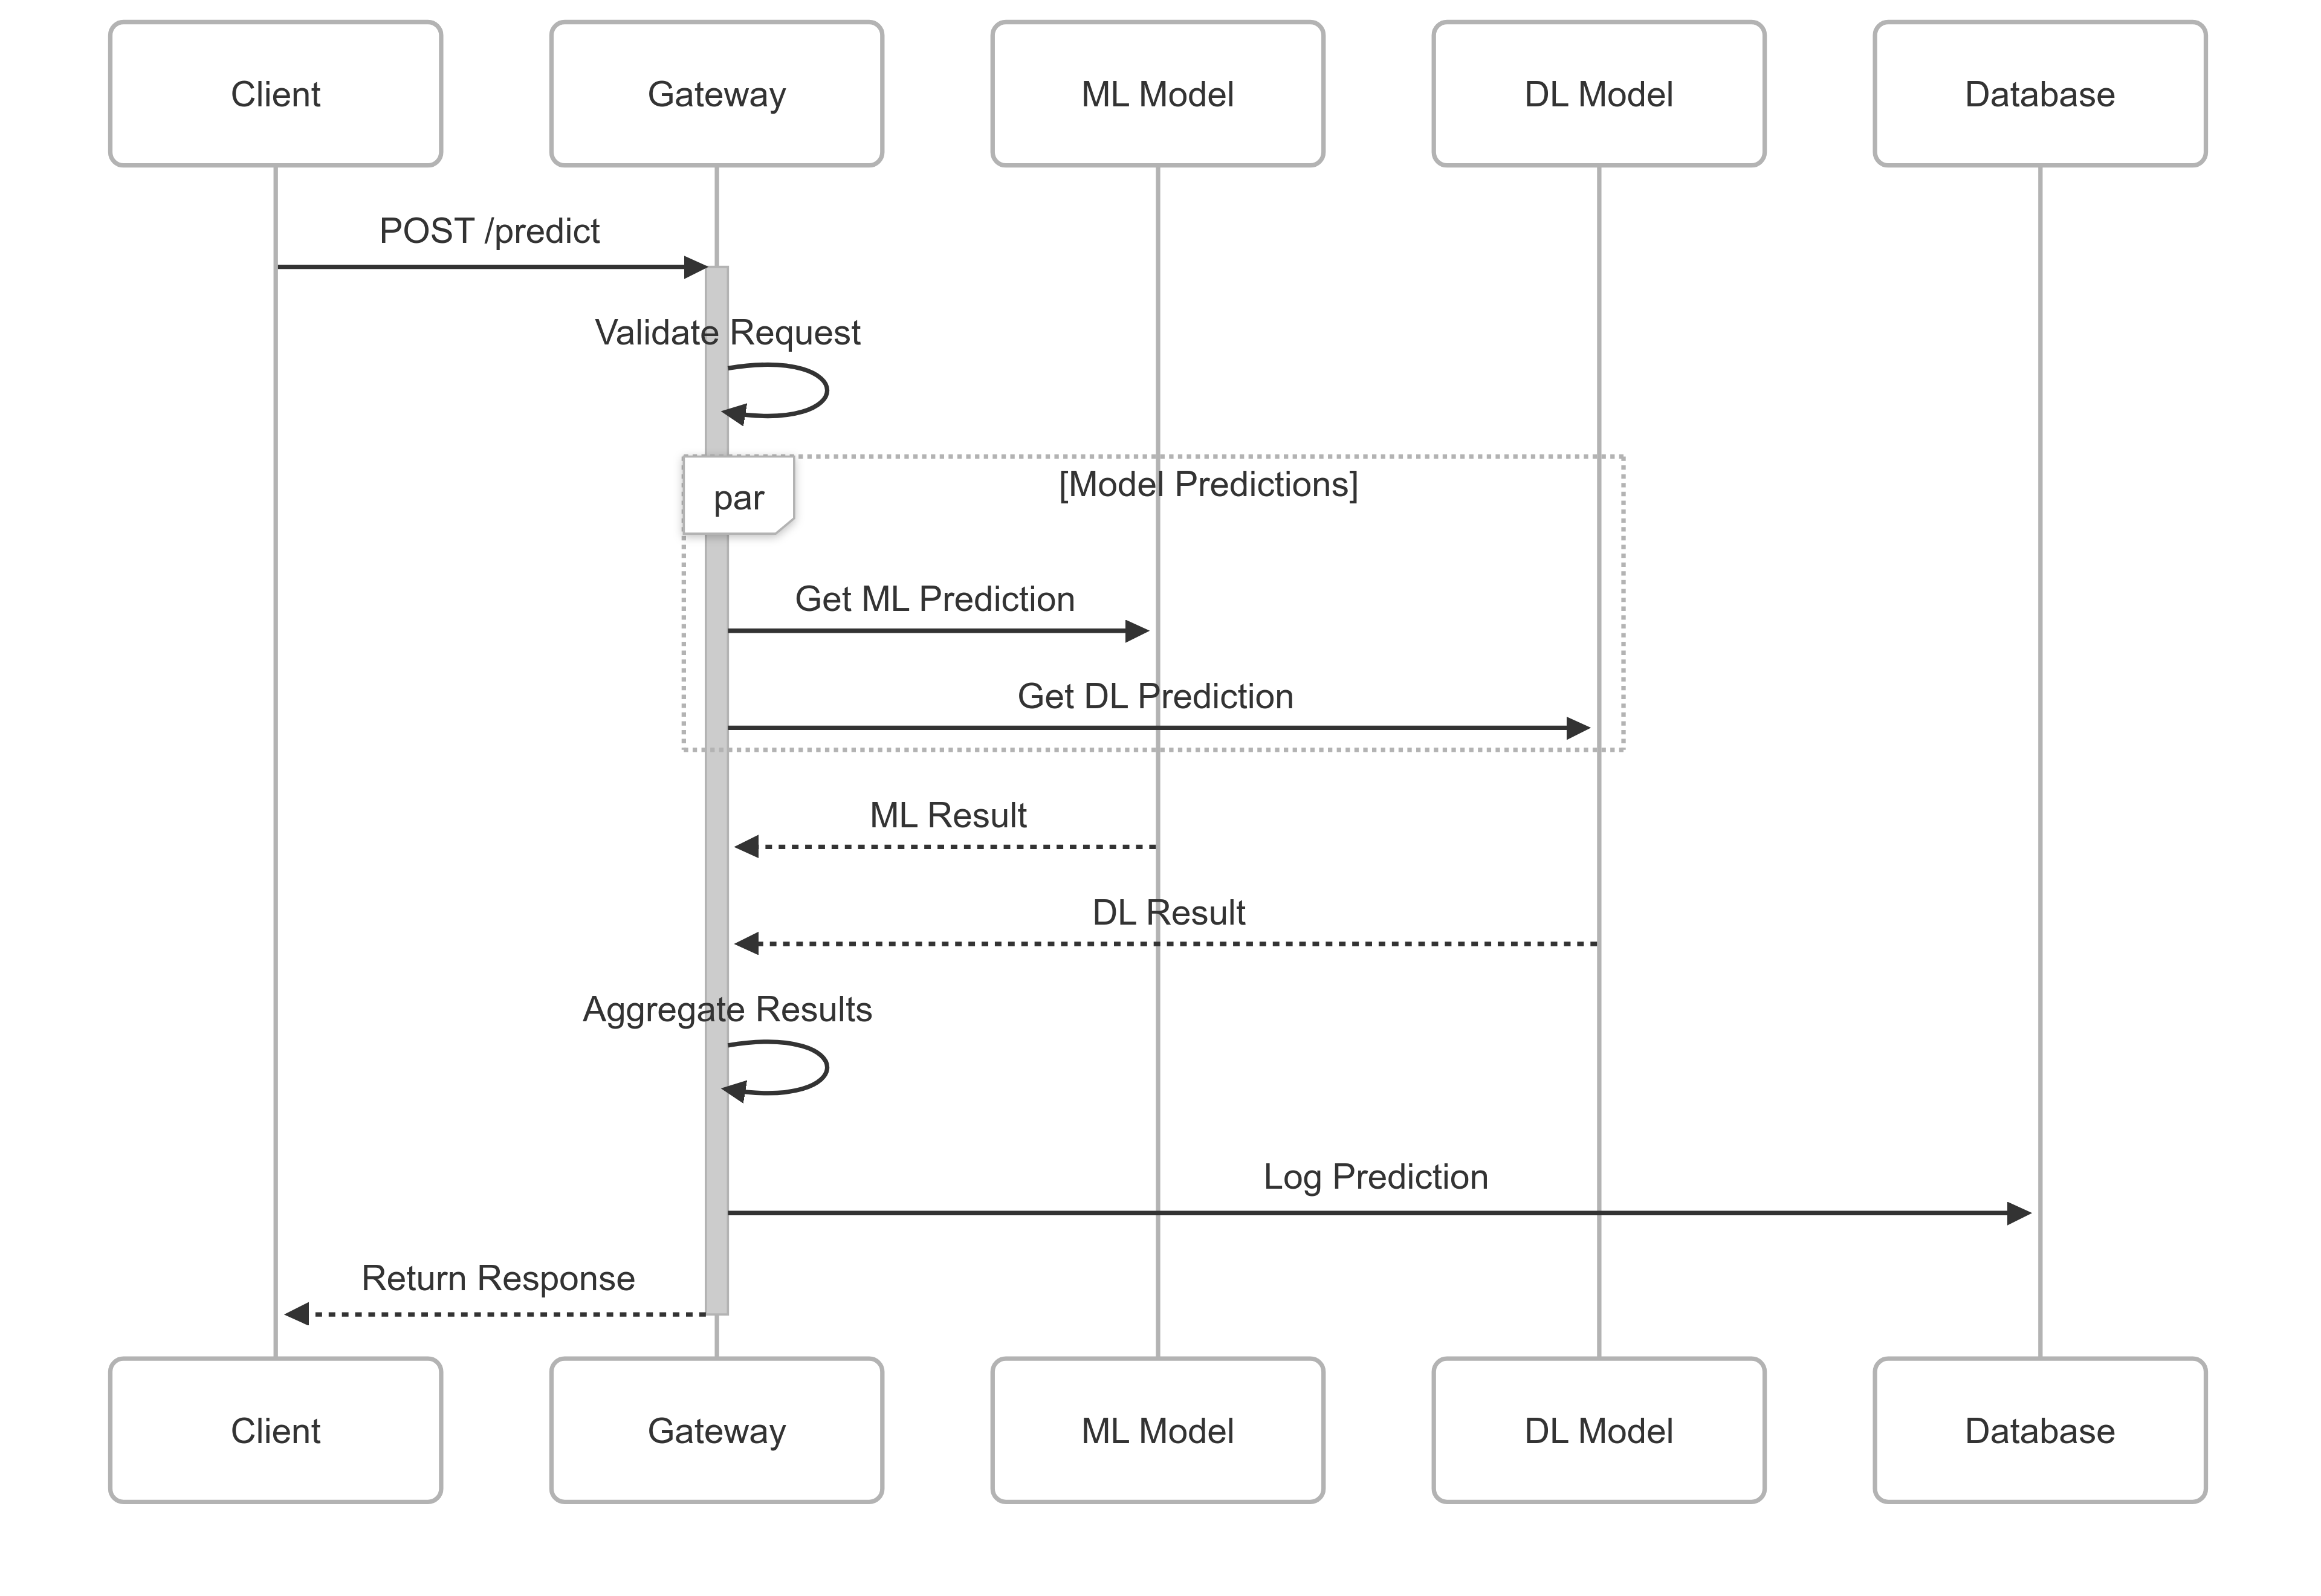 Client
Gateway
ML Model
DL Model
Database
POST /predict
Validate Request
par
[Model Predictions]
Get ML Prediction
Get DL Prediction
ML Result
DL Result
Aggregate Results
Log Prediction
Return Response
Client
Gateway
ML Model
DL Model
Database